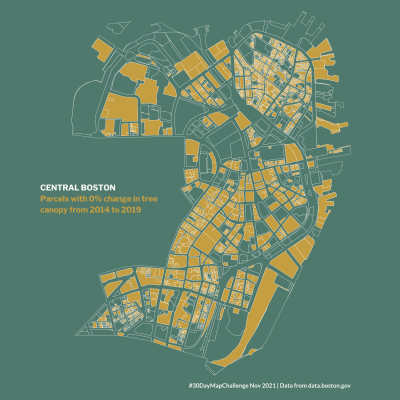 CENTRAL BOSTON
Parcels with 0% change in tree
canopy from 2014 to 2019
#30DayMapChallenge Nov 2021 | Data from data.boston.gov